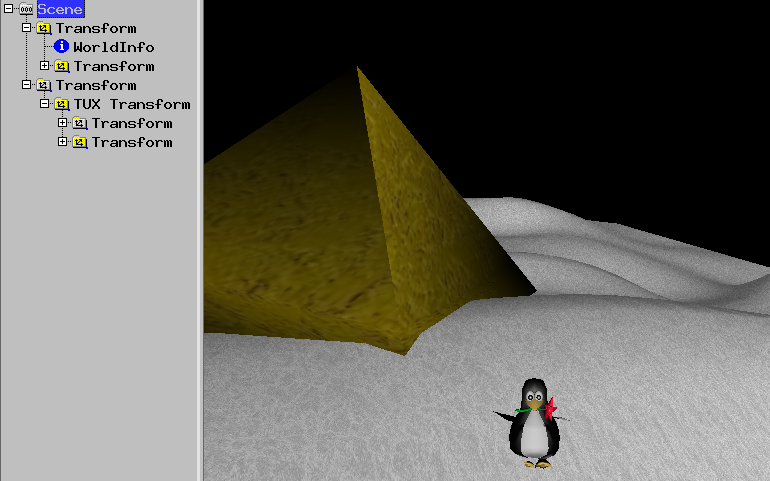 Scene
Transform
WorldInfo
Transform
Transform
TUX Transform
Transform
Transform